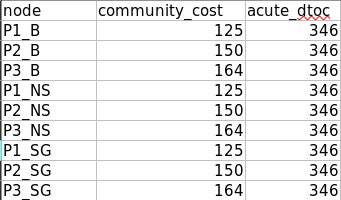 node community_cost acute_dtoc
P1_B 125 346
P2_B 150 346
P3_B 164 346
P1_NS 125 346
P2_NS 150 346
P3_NS 164 346
P1_SG 125 346
P2_SG 150 346
P3_SG 164 346